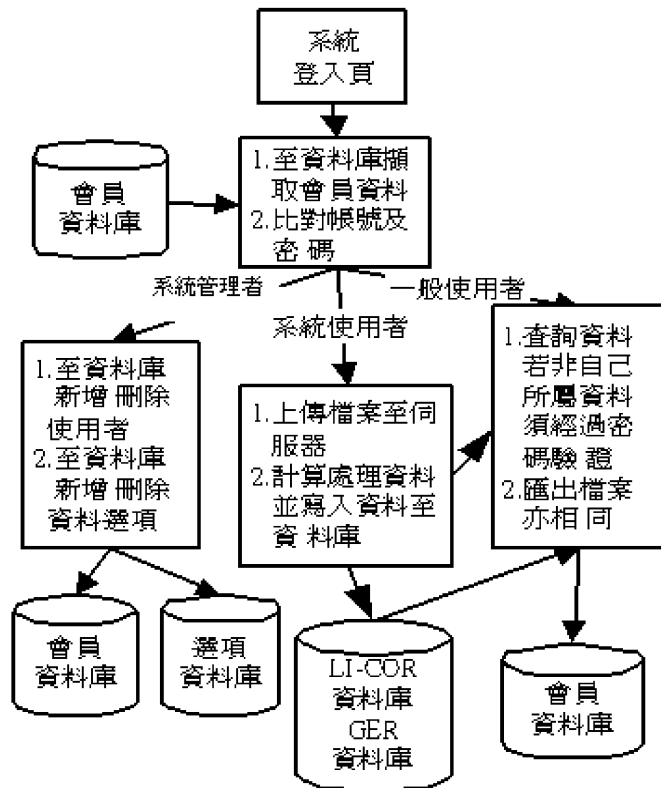 系統
登入頁
1.至資料庫擷
取會員資料
2.比對帳號及
密碼
會員
資料庫
系統管理者
一般使用者
系統使用者
1.至資料庫
新增刪除
使用者
2.至資料庫
新增刪除
資料選項
1.上傳檔案至伺
服器
2.計算處理資料
並寫入資料至
資料庫
1.查詢資料
若非自己
所屬資料
須經過密
碼驗證
2.匯出檔案
亦相同
會員
資料庫
選項
資料庫
LI-COR
資料庫
GER
資料庫
會員
資料庫